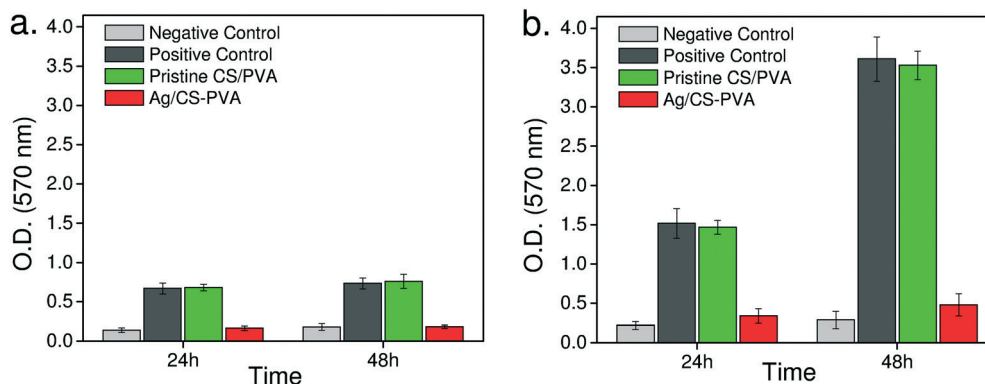 a.
Negative Control
Positive Control
Pristine CS/PVA
Ag/CS-PVA
O.D. (570 nm)
4.0
3.5
3.0
2.5
2.0
1.5
1.0
0.5
0.0
24h
48h
Time
b.
Negative Control
Positive Control
Pristine CS/PVA
Ag/CS-PVA
O.D. (570 nm)
4.0
3.5
3.0
2.5
2.0
1.5
1.0
0.5
0.0
24h
48h
Time